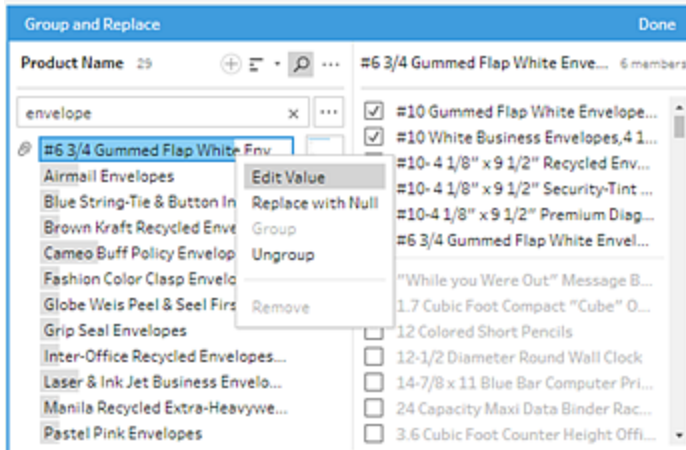 Group and Replace Done
Product Name 29
#6 3/4 Gummed Flap White Enve... 6 members
envelope
#6 3/4 Gummed Flap White Env
Airmail Envelopes
Blue String-Tie & Button In
Brown Kraft Recycled Enve
Cameo Buff Policy Envelop
Fashion Color Clasp Envelo
Globe Weis Peel & Seel Firs
Grip Seal Envelopes
Inter-Office Recycled Envelopes...
Laser & Ink Jet Business Envelo...
Manila Recycled Extra-Heavywe...
Pastel Pink Envelopes
Edit Value
Replace with Null
Group
Ungroup
Remove
#10 Gummed Flap White Envelope...
#10 White Business Envelopes,4 1...
#10- 4 1/8" x 9 1/2" Recycled Env...
#10- 4 1/8" x 9 1/2" Security-Tint ...
#10-4 1/8" x 9 1/2" Premium Diag...
#6 3/4 Gummed Flap White Envel...
"While you Were Out" Message B...
1.7 Cubic Foot Compact "Cube" O...
12 Colored Short Pencils
12-1/2 Diameter Round Wall Clock
14-7/8 x 11 Blue Bar Computer Pri...
24 Capacity Maxi Data Binder Rac...
3.6 Cubic Foot Counter Height Offi...